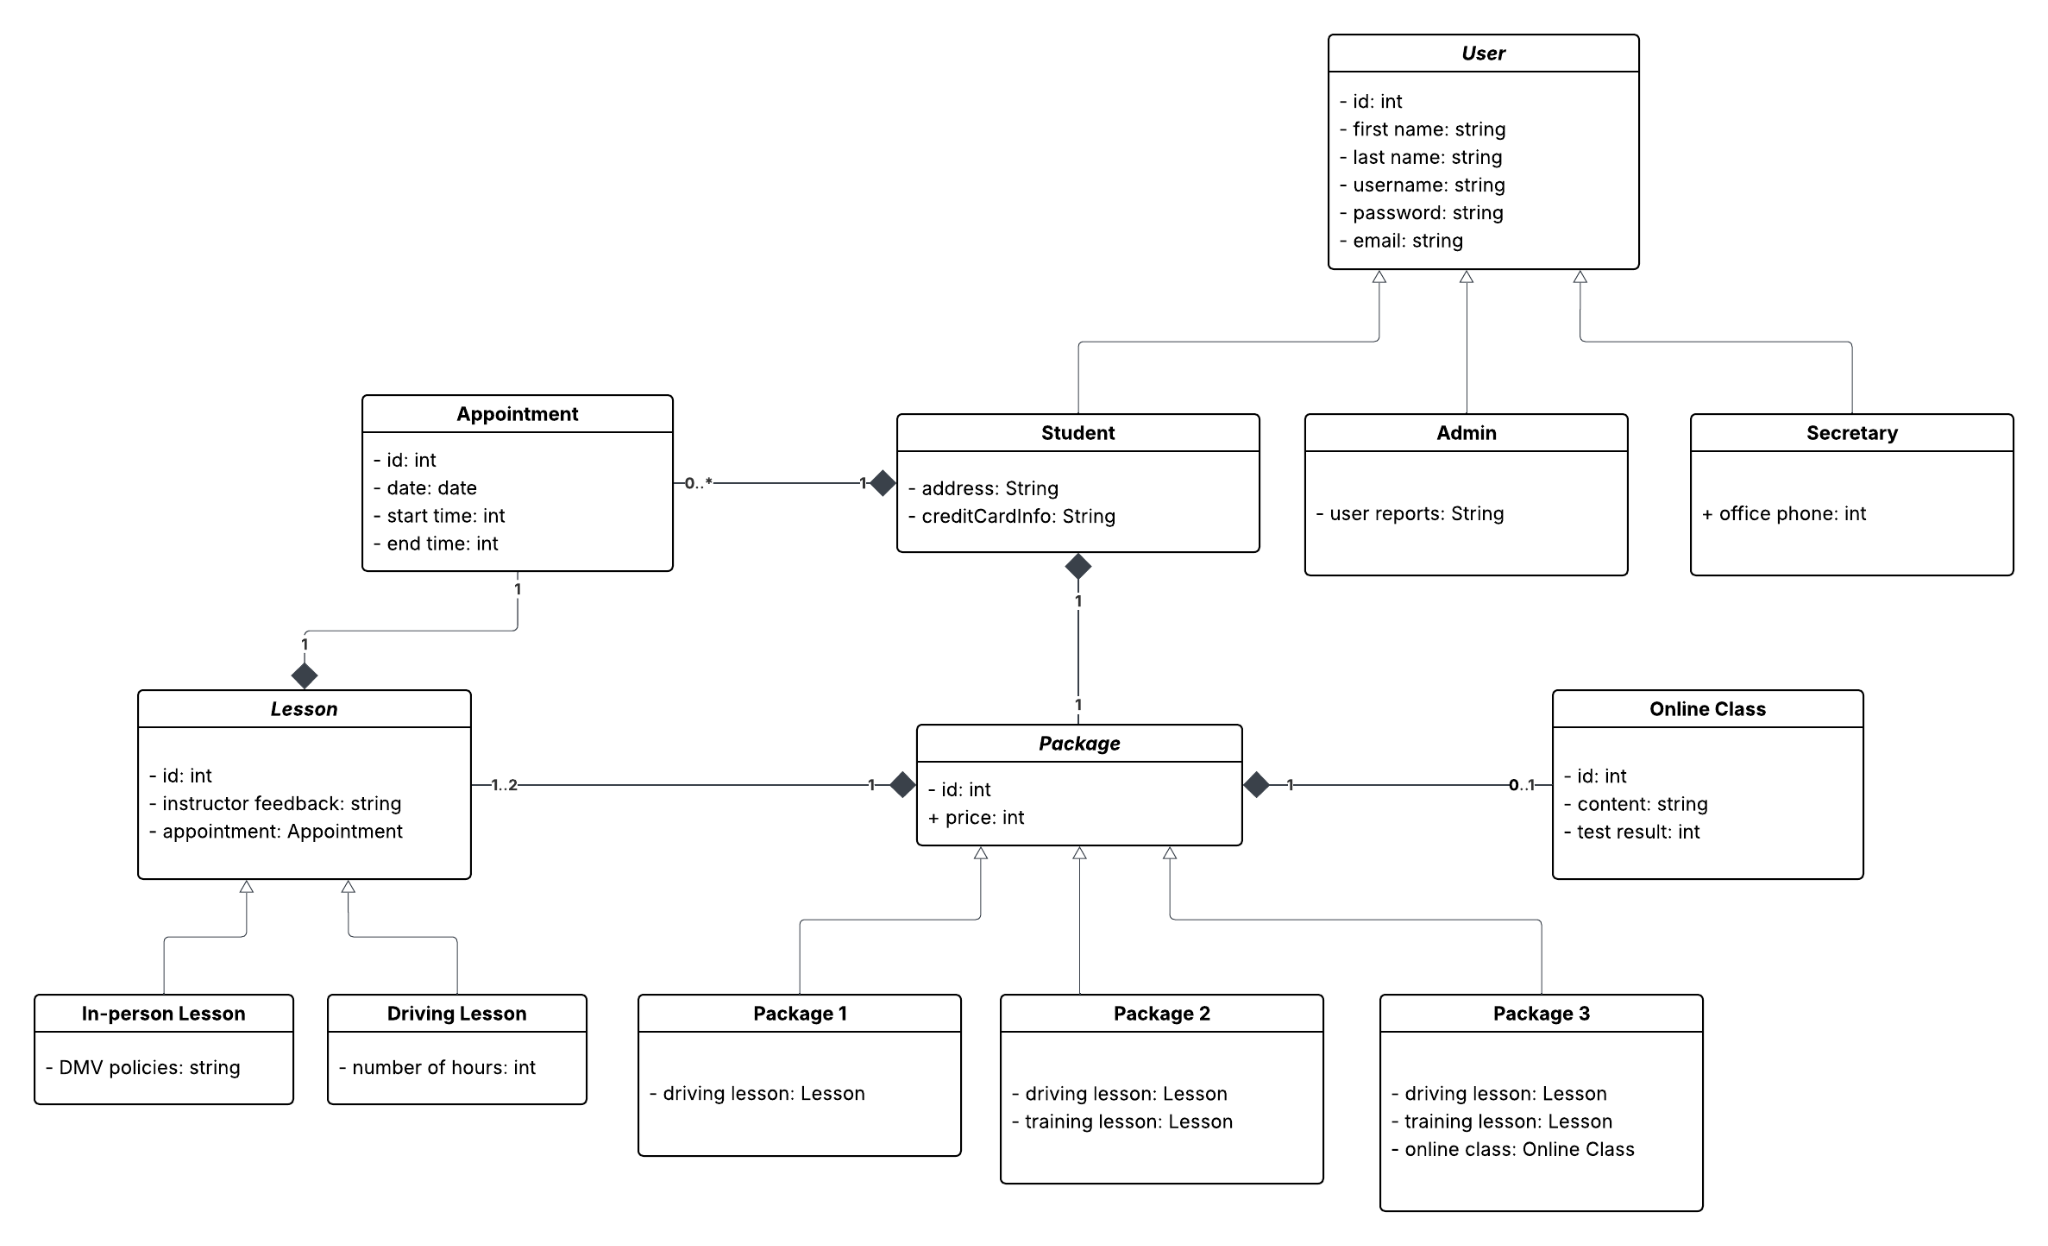 User
- id: int
- first name: string
- last name: string
- username: string
- password: string
- email: string
Appointment
- id: int
- date: date
- start time: int
- end time: int
0..*
1
Student
- address: String
- creditCardInfo: String
Admin
- user reports: String
Secretary
+ office phone: int
1
1
1
1
Lesson
- id: int
- instructor feedback: string
- appointment: Appointment
1..2
1
Package
- id: int
+ price: int
1
0..1
Online Class
- id: int
- content: string
- test result: int
In-person Lesson
- DMV policies: string
Driving Lesson
- number of hours: int
Package 1
- driving lesson: Lesson
Package 2
- driving lesson: Lesson
- training lesson: Lesson
Package 3
- driving lesson: Lesson
- training lesson: Lesson
- online class: Online Class